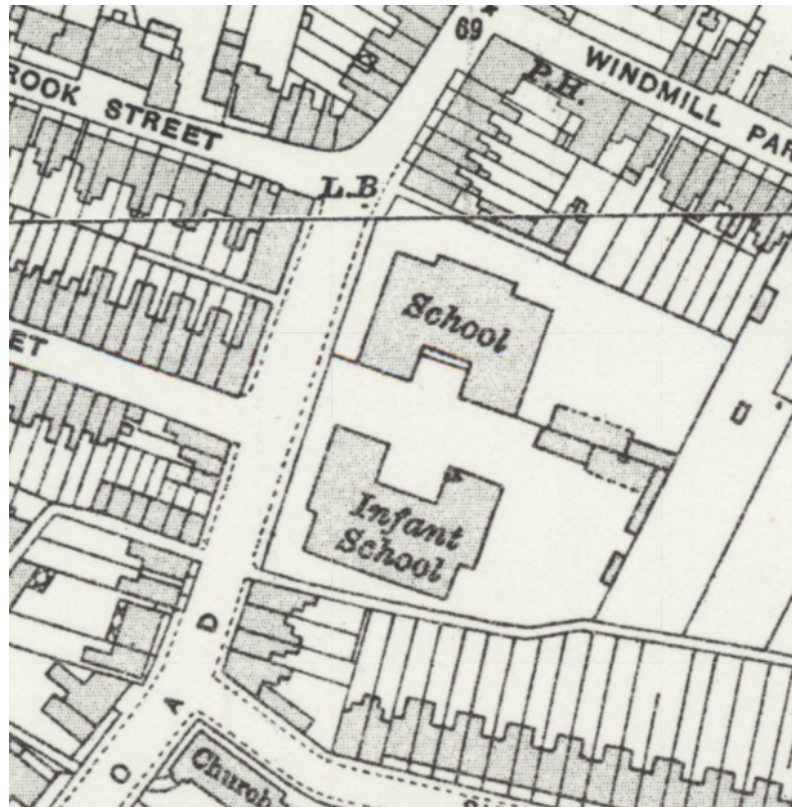 69
P.H.
WINDMILL PAR
ROOK STREET
L.B
School
ET
Infant
School
D
A
O
Church